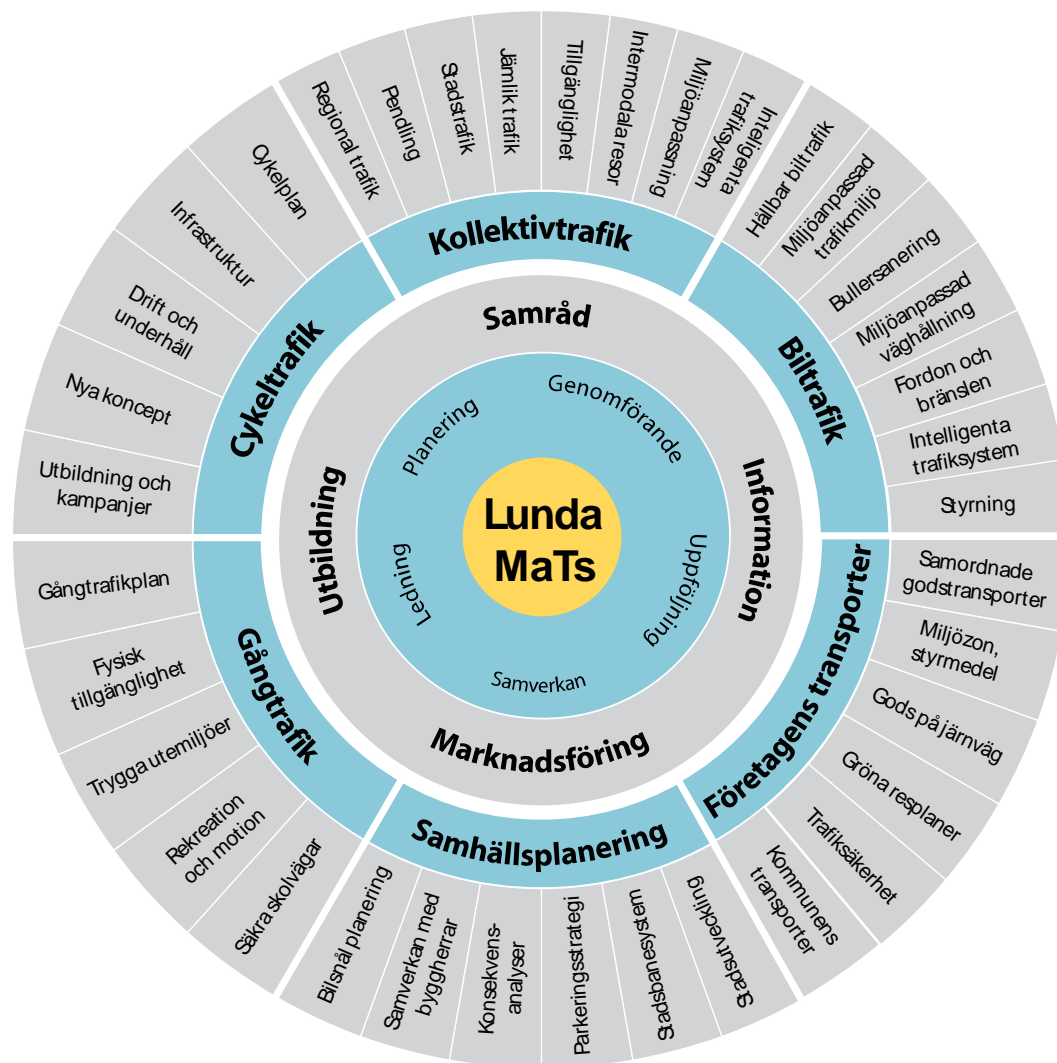 Lunda
MaTs
Planering
Genomförande
Uppföljning
Samverkan
Ledning
Samråd
Information
Marknadsföring
Utbildning
Kollektivtrafik
Regional trafik
Pendling
Stadstrafik
Jämlik trafik
Tillgänglighet
Intermodala resor
Miljöanpassning
Inteligenta
trafiksystem
Biltrafik
Hållbar biltrafik
Miljöanpassad
trafikmiljö
Bullersanering
Miljöanpassad
väghållning
Fordon och
bränslen
Intelligenta
trafiksystem
Styrning
Företagens transporter
Samordnade
godstransporter
Miljözon,
styrmedel
Gods på järnväg
Gröna resplaner
Trafiksäkerhet
Kommunens
transporter
Samhällsplanering
Stadsutveckling
Stadsbanesystem
Parkeringsstrategi
Konsekvens-
analyser
Samverkan med
byggherrar
Bilsnål planering
Gångtrafik
Säkra skolvägar
Rekreation
och motion
Trygga utemiljöer
Fysisk
tillgänglighet
Gångtrafikplan
Cykeltrafik
Utbildning och
kampanjer
Nya koncept
Drift och
underhåll
Infrastruktur
Cykelplan